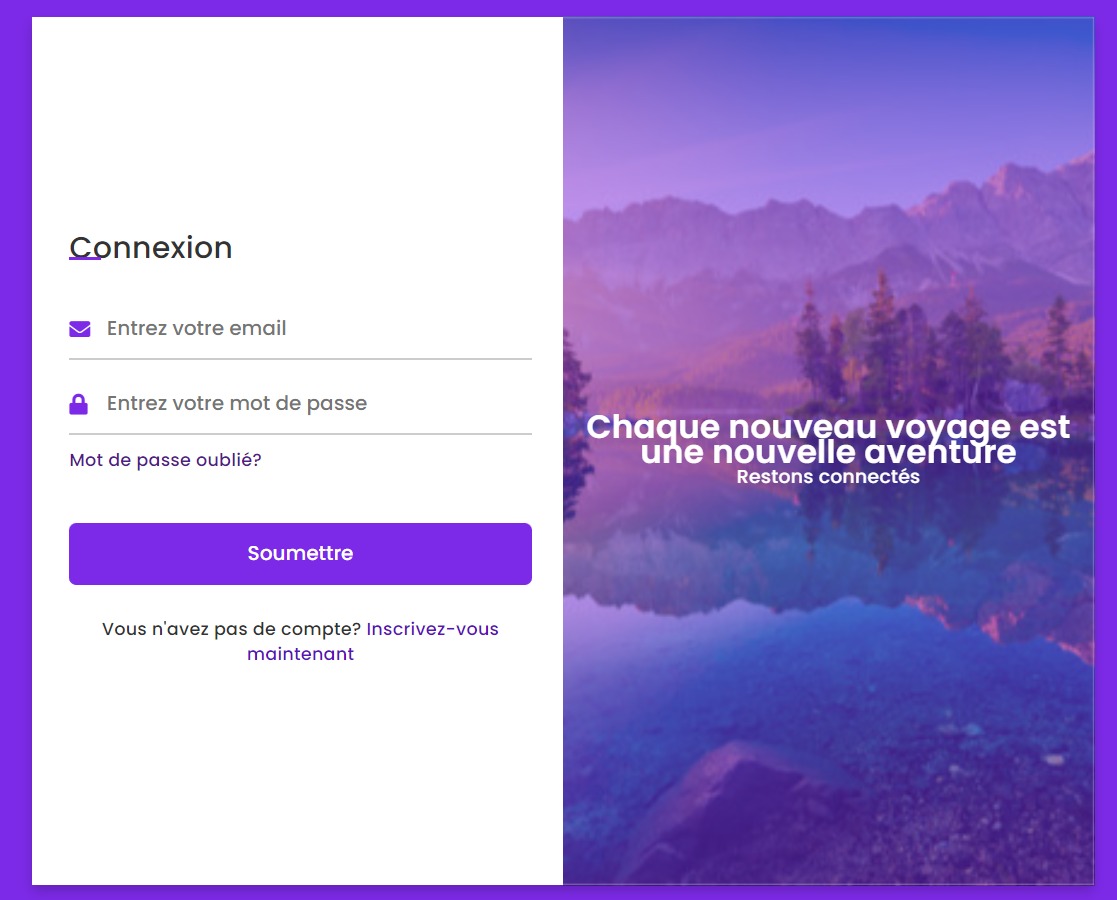 Connexion
Entrez votre email
Entrez votre mot de passe
Mot de passe oublié?
Soumettre
Vous n'avez pas de compte? Inscrivez-vous
maintenant
Chaque nouveau voyage est
une nouvelle aventure
Restons connectés